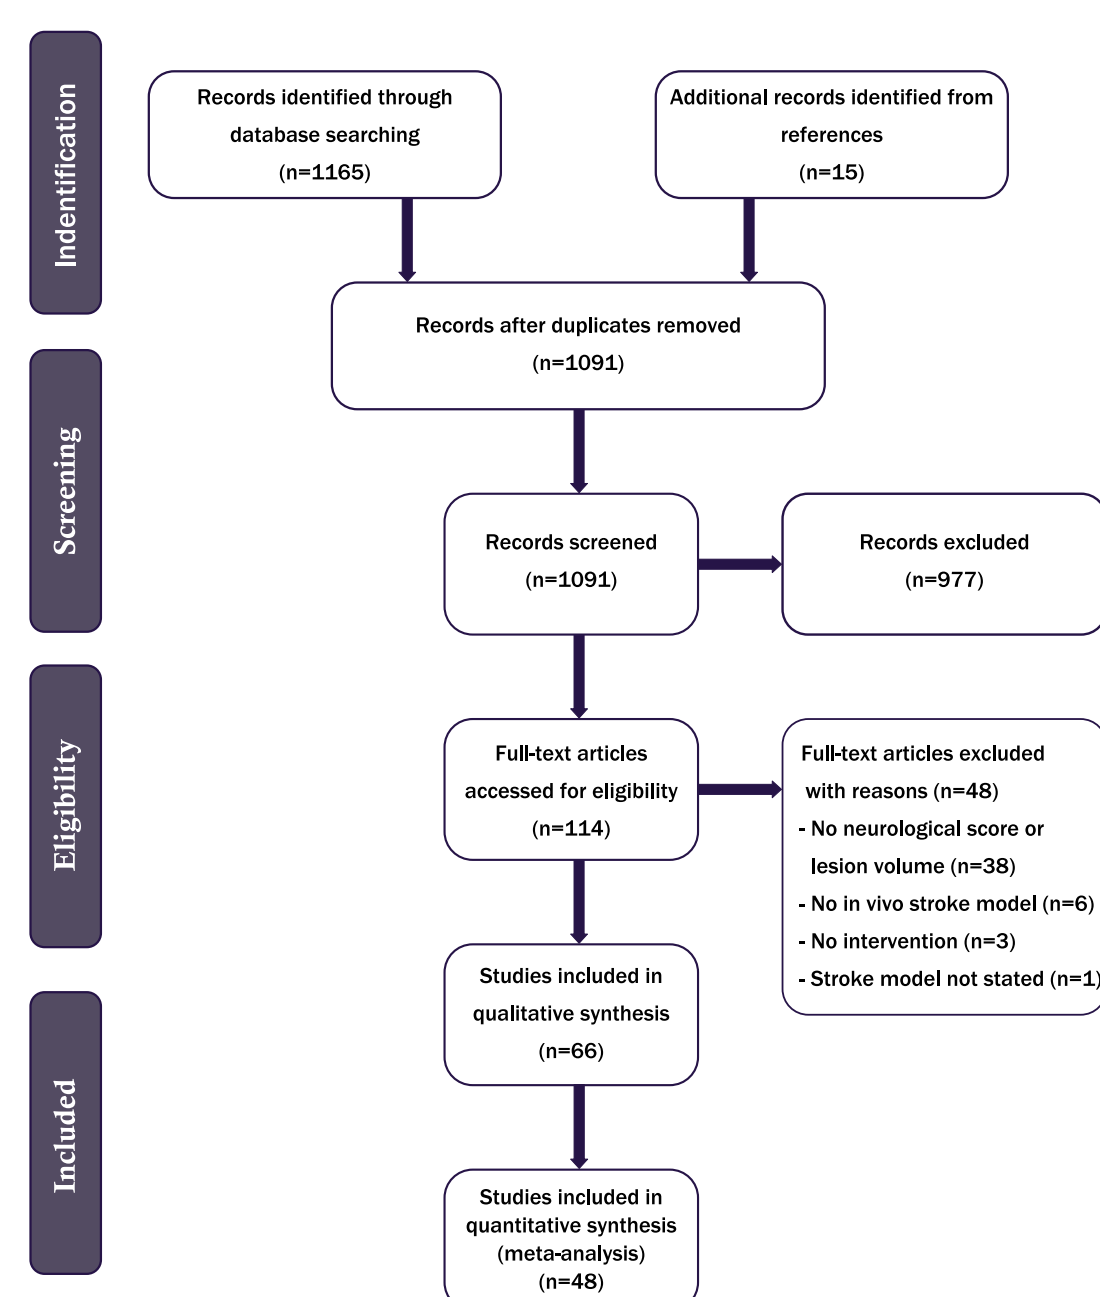 Indentification
Records identified through
database searching
(n=1165)
Additional records identified from
references
(n=15)
Records after duplicates removed
(n=1091)
Screening
Records screened
(n=1091)
Records excluded
(n=977)
Eligibility
Full-text articles
accessed for eligibility
(n=114)
Full-text articles excluded
with reasons (n=48)
- No neurological score or
lesion volume (n=38)
- No in vivo stroke model (n=6)
- No intervention (n=3)
- Stroke model not stated (n=1)
Studies included in
qualitative synthesis
(n=66)
Included
Studies included in
quantitative synthesis
(meta-analysis)
(n=48)